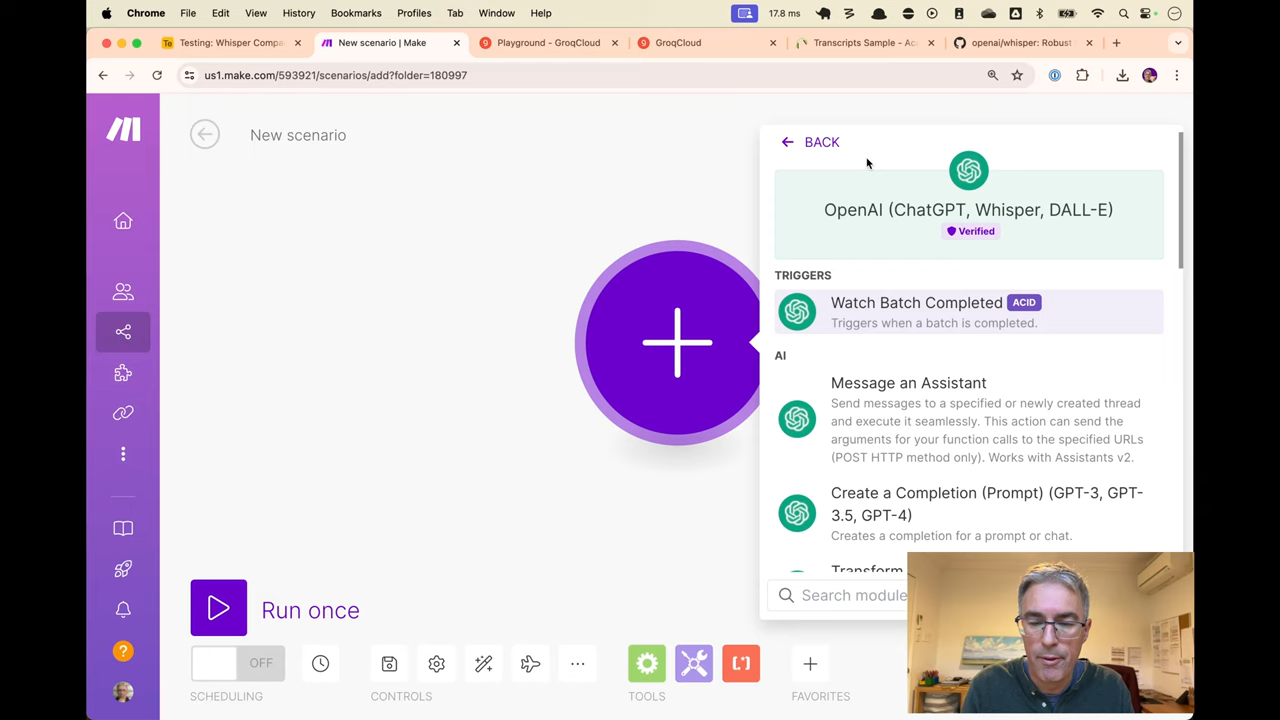 Chrome File Edit View History Bookmarks Profiles Tab Window Help 17.8 ms
Testing: Whisper Compa
New scenario | Make
Playground - GroqCloud
GroqCloud
Transcripts Sample - Ac
openai/whisper: Robust
us1.make.com/593921/scenarios/add?folder=180997
New scenario
BACK
OpenAI (ChatGPT, Whisper, DALL-E)
Verified
TRIGGERS
Watch Batch Completed ACID
Triggers when a batch is completed.
AI
Message an Assistant
Send messages to a specified or newly created thread
and execute it seamlessly. This action can send the
arguments for your function calls to the specified URLs
(POST HTTP method only). Works with Assistants v2.
Create a Completion (Prompt) (GPT-3, GPT-
3.5, GPT-4)
Creates a completion for a prompt or chat.
Transform
Search module
Run once
OFF
SCHEDULING
CONTROLS
TOOLS
FAVORITES